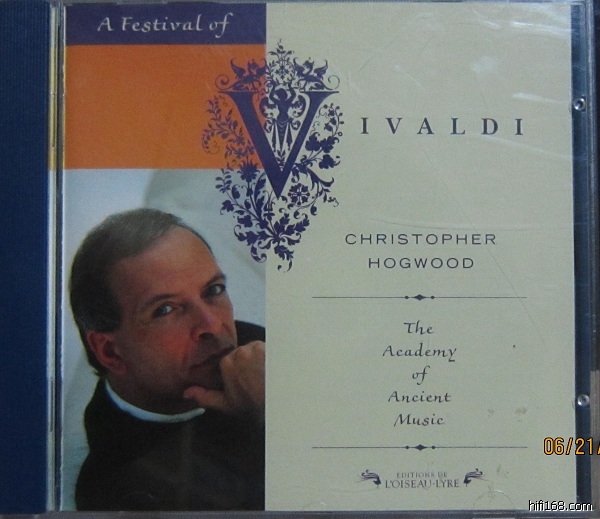 A Festival of
VIVALDI
CHRISTOPHER
HOGWOOD
The
Academy
of
Ancient
Music
EDITIONS DE
L'OISEAU-LYRE
06/21/
hifi168.com